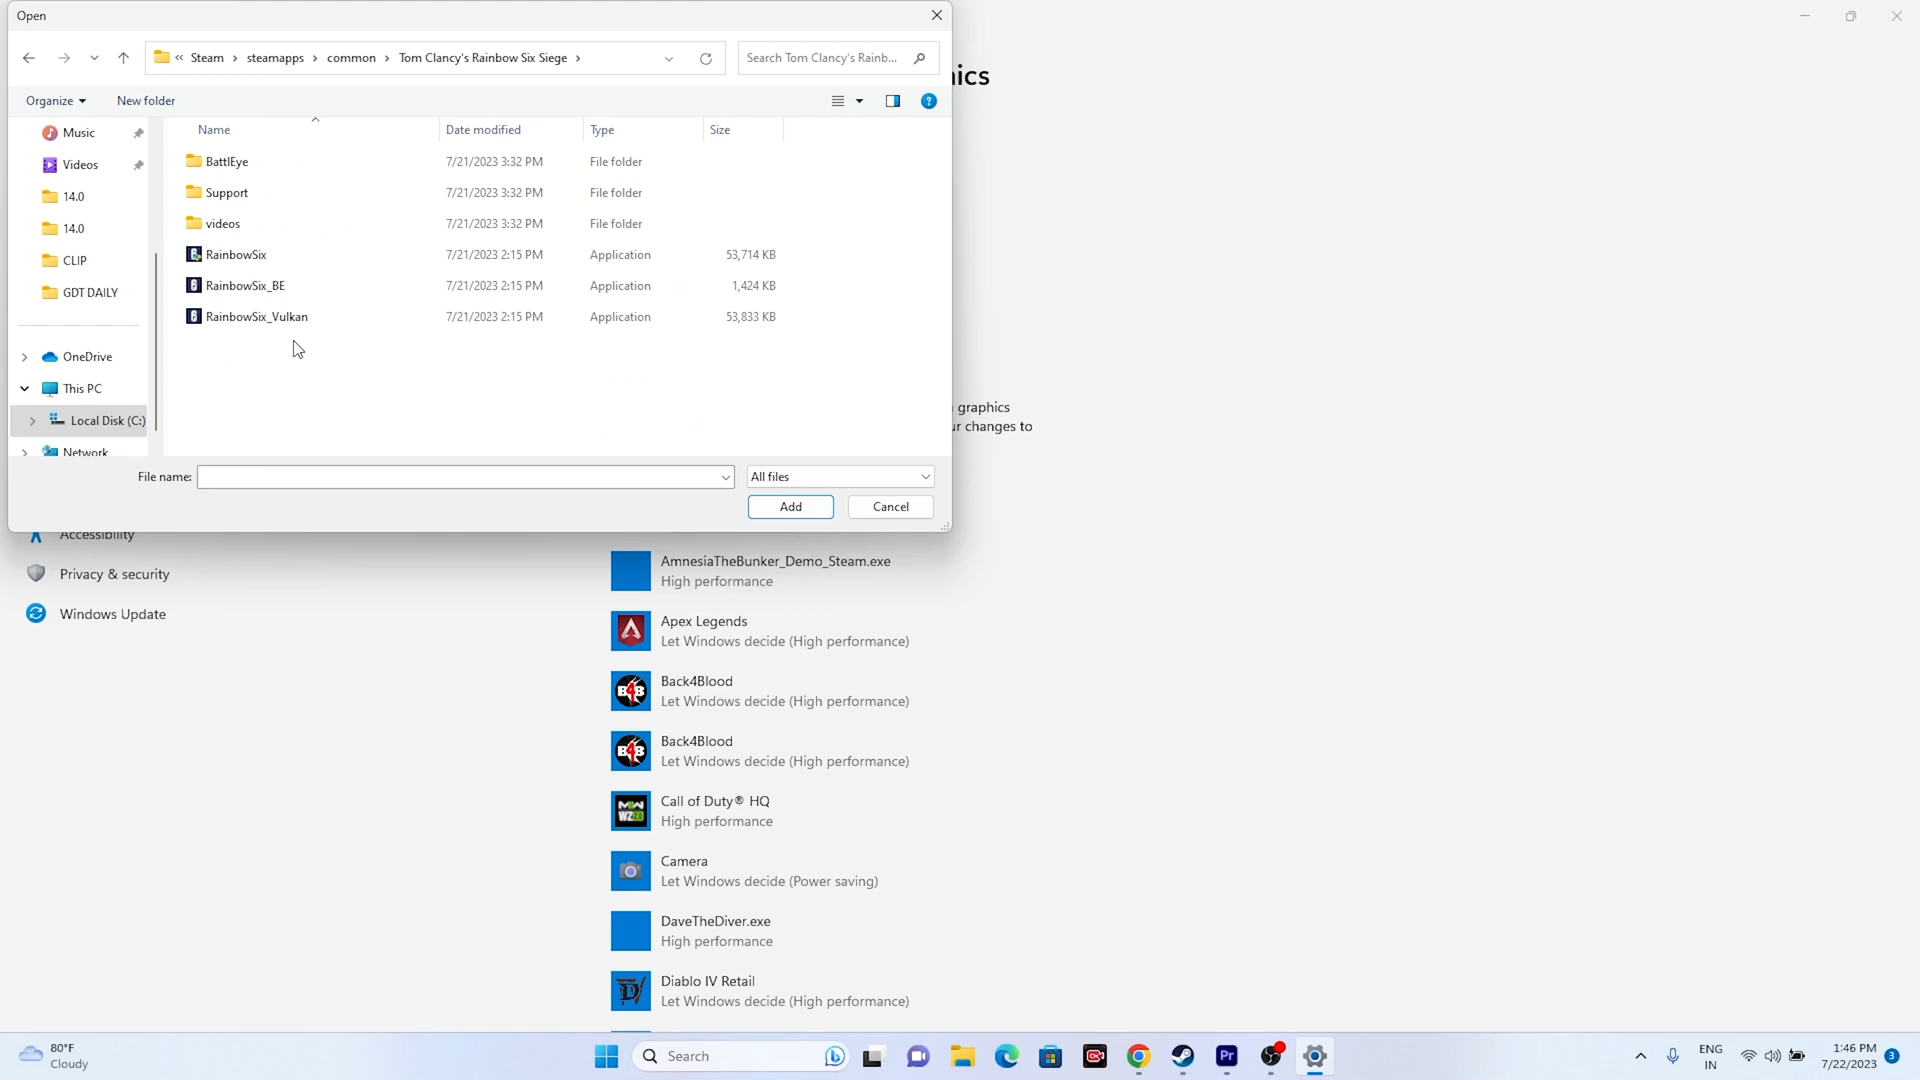 Open
« Steam > steamapps > common > Tom Clancy's Rainbow Six Siege >
Search Tom Clancy's Rainb...
Organize
New folder
Name
Date modified
Type
Size
Music
Videos
14.0
14.0
CLIP
GDT DAILY
OneDrive
This PC
Local Disk (C:)
Network
BattlEye 7/21/2023 3:32 PM File folder
Support 7/21/2023 3:32 PM File folder
videos 7/21/2023 3:32 PM File folder
RainbowSix 7/21/2023 2:15 PM Application 53,714 KB
RainbowSix_BE 7/21/2023 2:15 PM Application 1,424 KB
RainbowSix_Vulkan 7/21/2023 2:15 PM Application 53,833 KB
File name:
All files
Add
Cancel
graphics
changes to
Accessibility
Privacy & security
Windows Update
AmnesiaTheBunker_Demo_Steam.exe
High performance
Apex Legends
Let Windows decide (High performance)
Back4Blood
Let Windows decide (High performance)
Back4Blood
Let Windows decide (High performance)
Call of Duty® HQ
High performance
Camera
Let Windows decide (Power saving)
DaveTheDiver.exe
High performance
Diablo IV Retail
Let Windows decide (High performance)
80°F
Cloudy
Search
ENG
IN
1:46 PM
7/22/2023
3